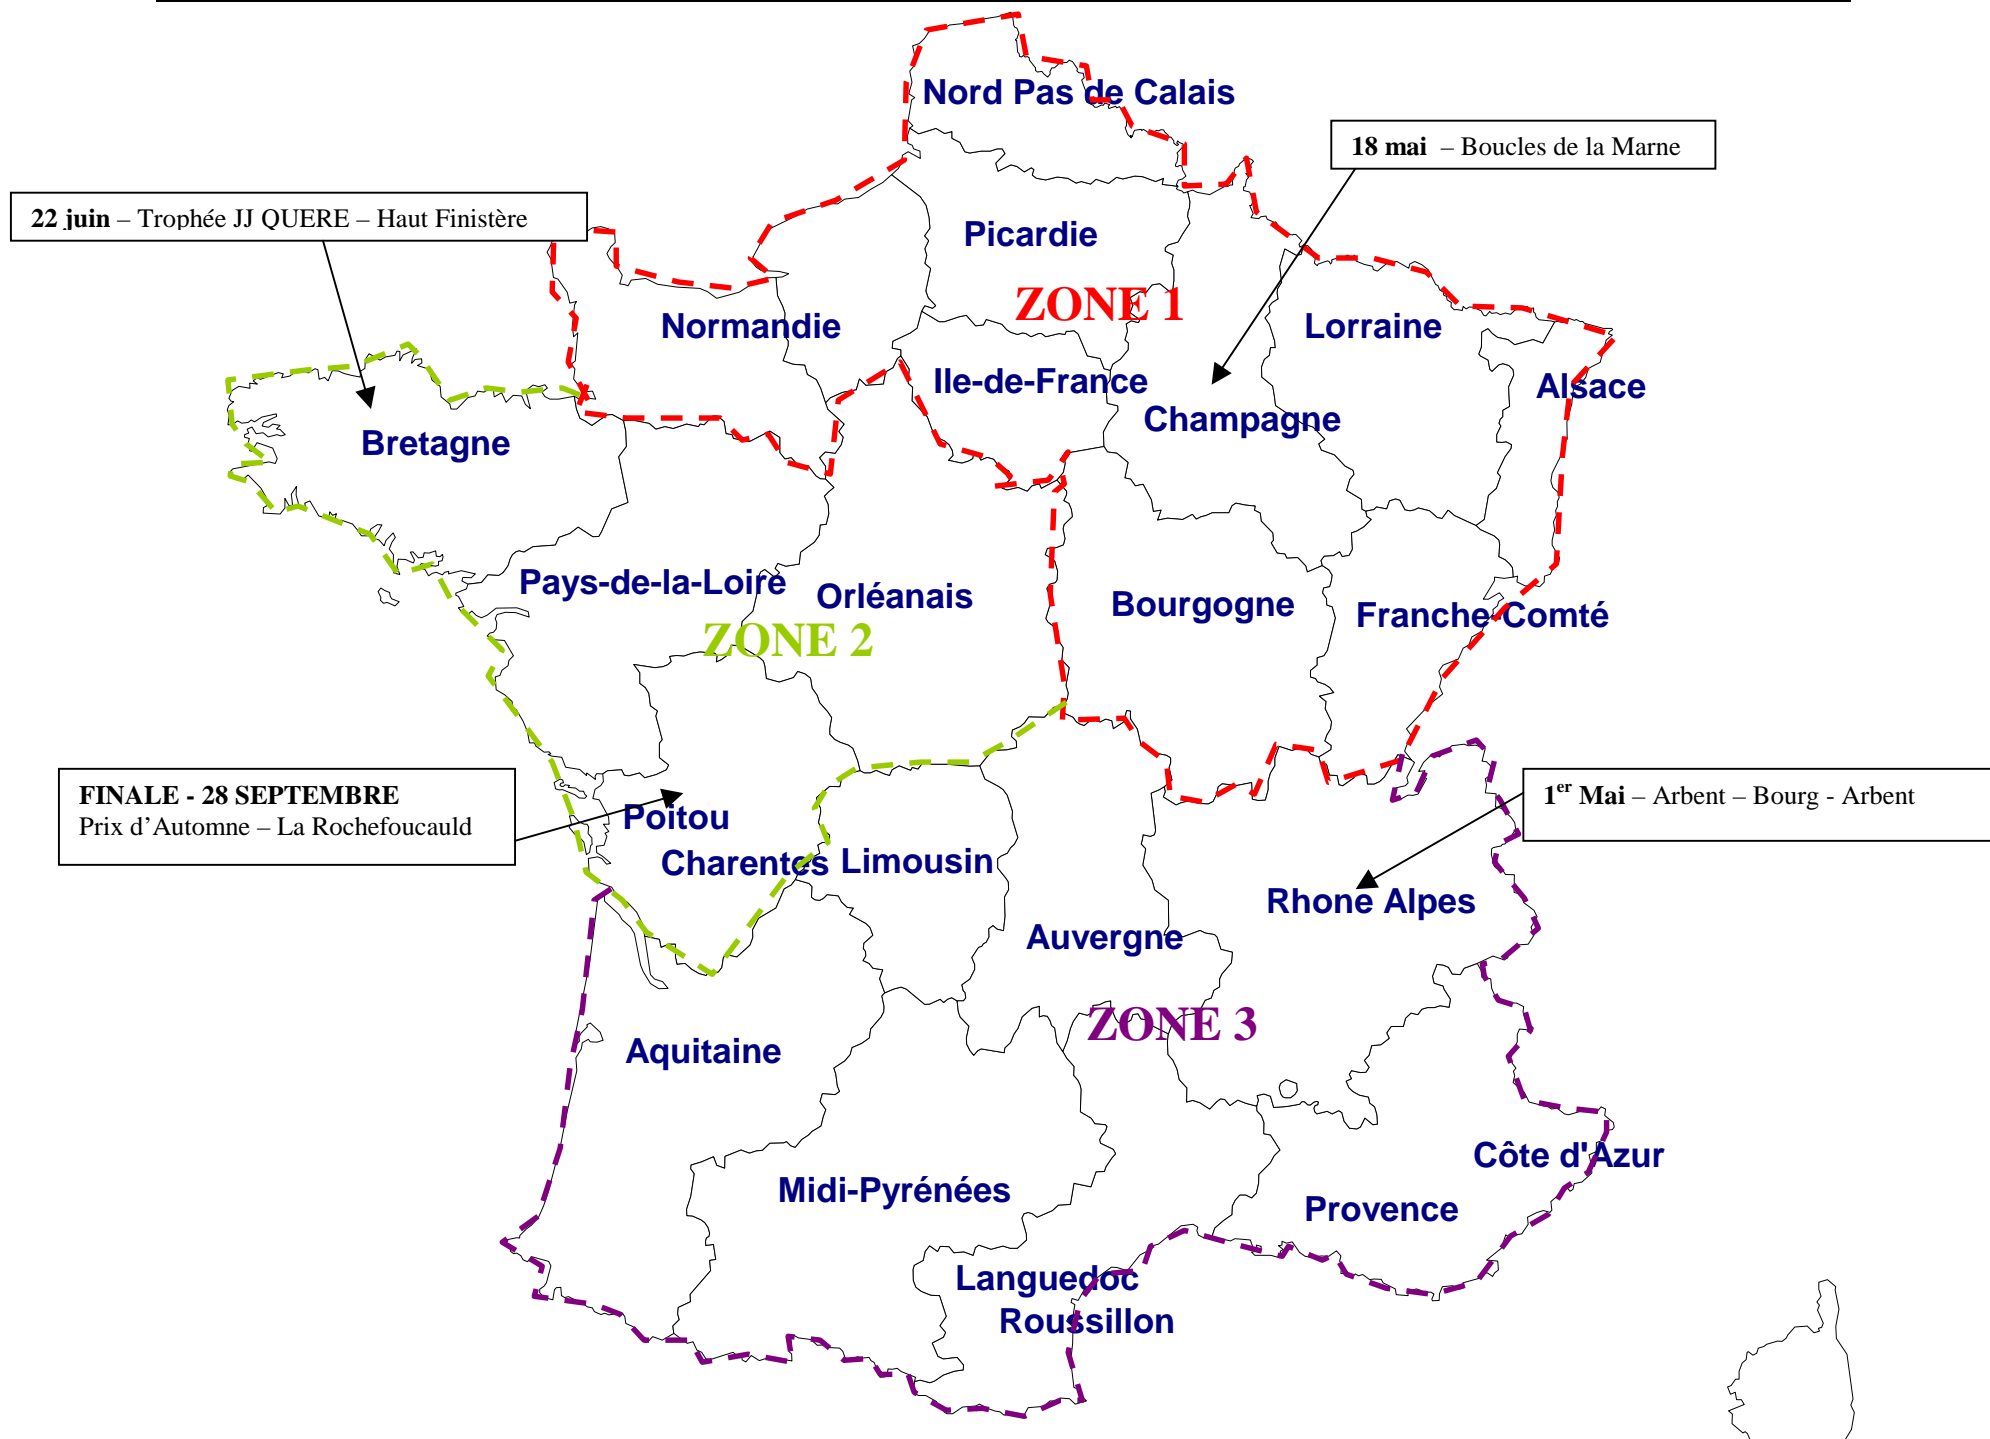 Nord Pas de Calais
18 mai – Boucles de la Marne
22 juin – Trophée JJ QUERE – Haut Finistère
Picardie
ZONE 1
Normandie
Lorraine
Ile-de-France
Alsace
Champagne
Bretagne
Pays-de-la-Loire
Orléanais
Bourgogne
Franche-Comté
ZONE 2
FINALE - 28 SEPTEMBRE
Prix d'Automne – La Rochefoucauld
1er Mai – Arbent – Bourg - Arbent
Poitou
Charentes
Limousin
Rhone Alpes
Auvergne
ZONE 3
Aquitaine
Côte d'Azur
Midi-Pyrénées
Provence
Languedoc
Roussillon